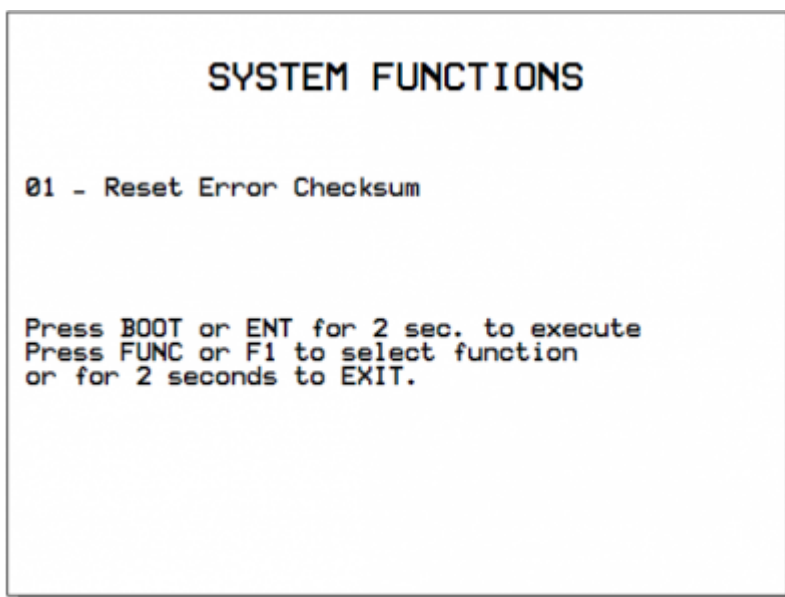 SYSTEM FUNCTIONS
01 - Reset Error Checksum
Press BOOT or ENT for 2 sec. to execute
Press FUNC or F1 to select function
or for 2 seconds to EXIT.